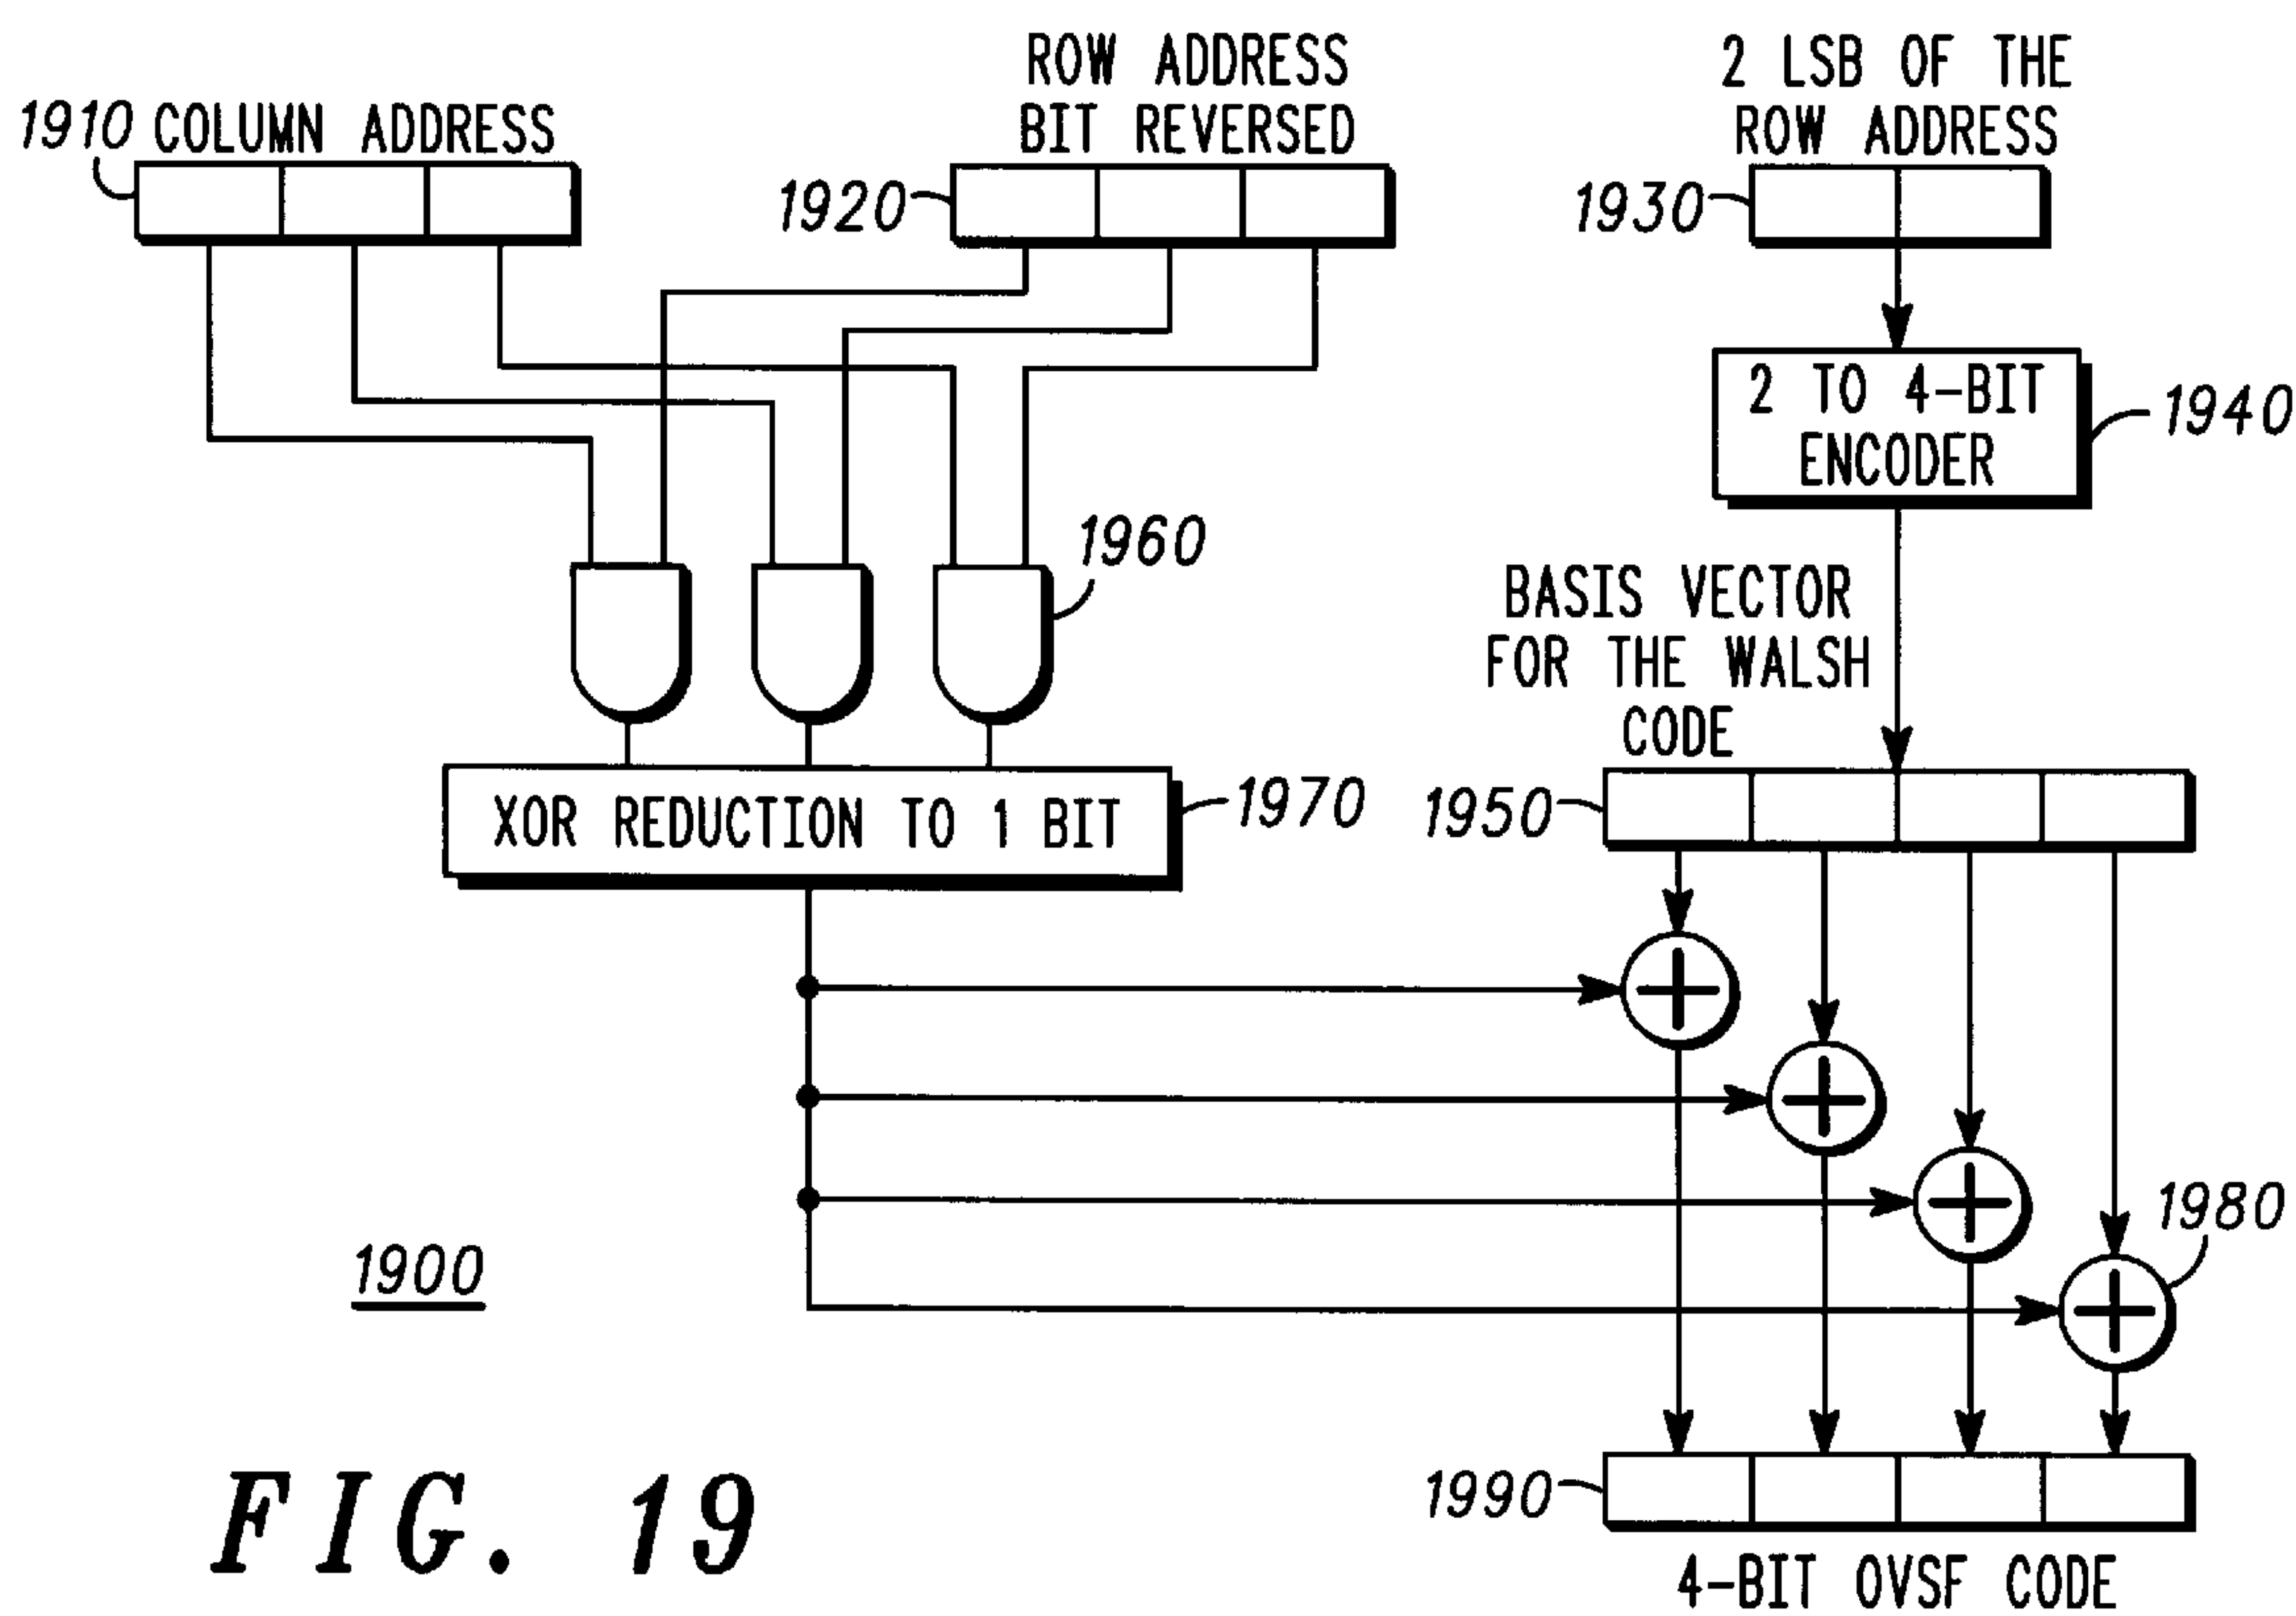 1910 COLUMN ADDRESS
ROW ADDRESS
BIT REVERSED
1920
2 LSB OF THE
ROW ADDRESS
1930
2 TO 4-BIT
ENCODER
1940
1960
BASIS VECTOR
FOR THE WALSH
CODE
XOR REDUCTION TO 1 BIT
1970
1950
1980
1900
1990
4-BIT OVSF CODE
FIG. 19